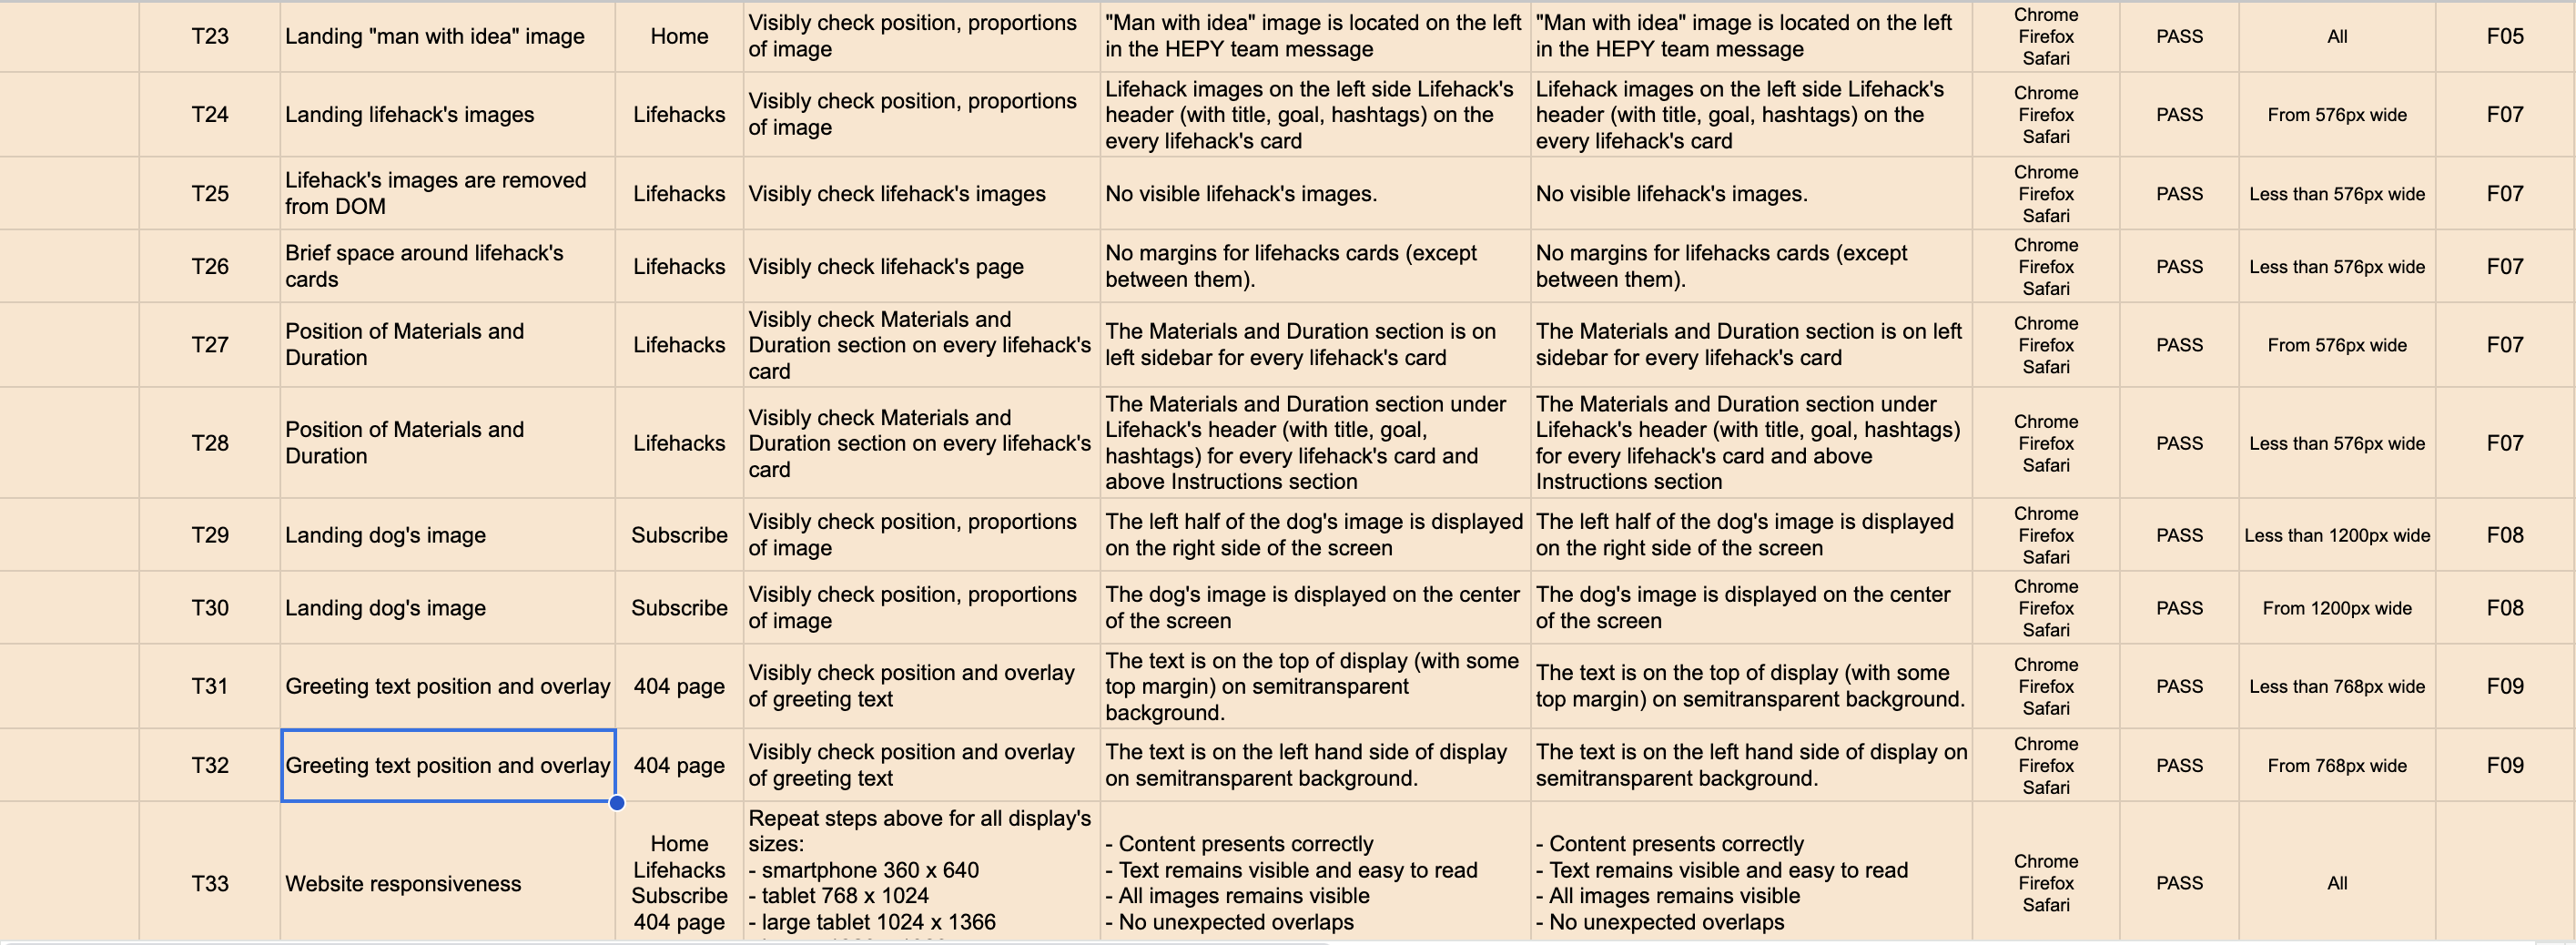 T23
Landing "man with idea" image
Home
Visibly check position, proportions
of image
"Man with idea" image is located on the left
in the HEPY team message
"Man with idea" image is located on the left
in the HEPY team message
Chrome
Firefox
Safari
PASS
All
F05
T24
Landing lifehack's images
Lifehacks
Visibly check position, proportions
of image
Lifehack images on the left side Lifehack's
header (with title, goal, hashtags) on the
every lifehack's card
Lifehack images on the left side Lifehack's
header (with title, goal, hashtags) on the
every lifehack's card
Chrome
Firefox
Safari
PASS
From 576px wide
F07
T25
Lifehack's images are removed
from DOM
Lifehacks
Visibly check lifehack's images
No visible lifehack's images.
No visible lifehack's images.
Chrome
Firefox
Safari
PASS
Less than 576px wide
F07
T26
Brief space around lifehack's
cards
Lifehacks
Visibly check lifehack's page
No margins for lifehacks cards (except
between them).
No margins for lifehacks cards (except
between them).
Chrome
Firefox
Safari
PASS
Less than 576px wide
F07
T27
Position of Materials and
Duration
Lifehacks
Visibly check Materials and
Duration section on every lifehack's
card
The Materials and Duration section is on
left sidebar for every lifehack's card
The Materials and Duration section is on left
sidebar for every lifehack's card
Chrome
Firefox
Safari
PASS
From 576px wide
F07
T28
Position of Materials and
Duration
Lifehacks
Visibly check Materials and
Duration section on every lifehack's
card
The Materials and Duration section under
Lifehack's header (with title, goal,
hashtags) for every lifehack's card and
above Instructions section
The Materials and Duration section under
Lifehack's header (with title, goal, hashtags)
for every lifehack's card and above
Instructions section
Chrome
Firefox
Safari
PASS
Less than 576px wide
F07
T29
Landing dog's image
Subscribe
Visibly check position, proportions
of image
The left half of the dog's image is displayed
on the right side of the screen
The left half of the dog's image is displayed
on the right side of the screen
Chrome
Firefox
Safari
PASS
Less than 1200px wide
F08
T30
Landing dog's image
Subscribe
Visibly check position, proportions
of image
The dog's image is displayed on the center
of the screen
The dog's image is displayed on the center
of the screen
Chrome
Firefox
Safari
PASS
From 1200px wide
F08
T31
Greeting text position and overlay
404 page
Visibly check position and overlay
of greeting text
The text is on the top of display (with some
top margin) on semitransparent
background.
The text is on the top of display (with some
top margin) on semitransparent background.
Chrome
Firefox
Safari
PASS
Less than 768px wide
F09
T32
Greeting text position and overlay
404 page
Visibly check position and overlay
of greeting text
The text is on the left hand side of display
on semitransparent background.
The text is on the left hand side of display on
semitransparent background.
Chrome
Firefox
Safari
PASS
From 768px wide
F09
T33
Website responsiveness
Home
Lifehacks
Subscribe
404 page
Repeat steps above for all display's
sizes:
- smartphone 360 x 640
- tablet 768 x 1024
- large tablet 1024 x 1366
- Content presents correctly
- Text remains visible and easy to read
- All images remains visible
- No unexpected overlaps
- Content presents correctly
- Text remains visible and easy to read
- All images remains visible
- No unexpected overlaps
Chrome
Firefox
Safari
PASS
All